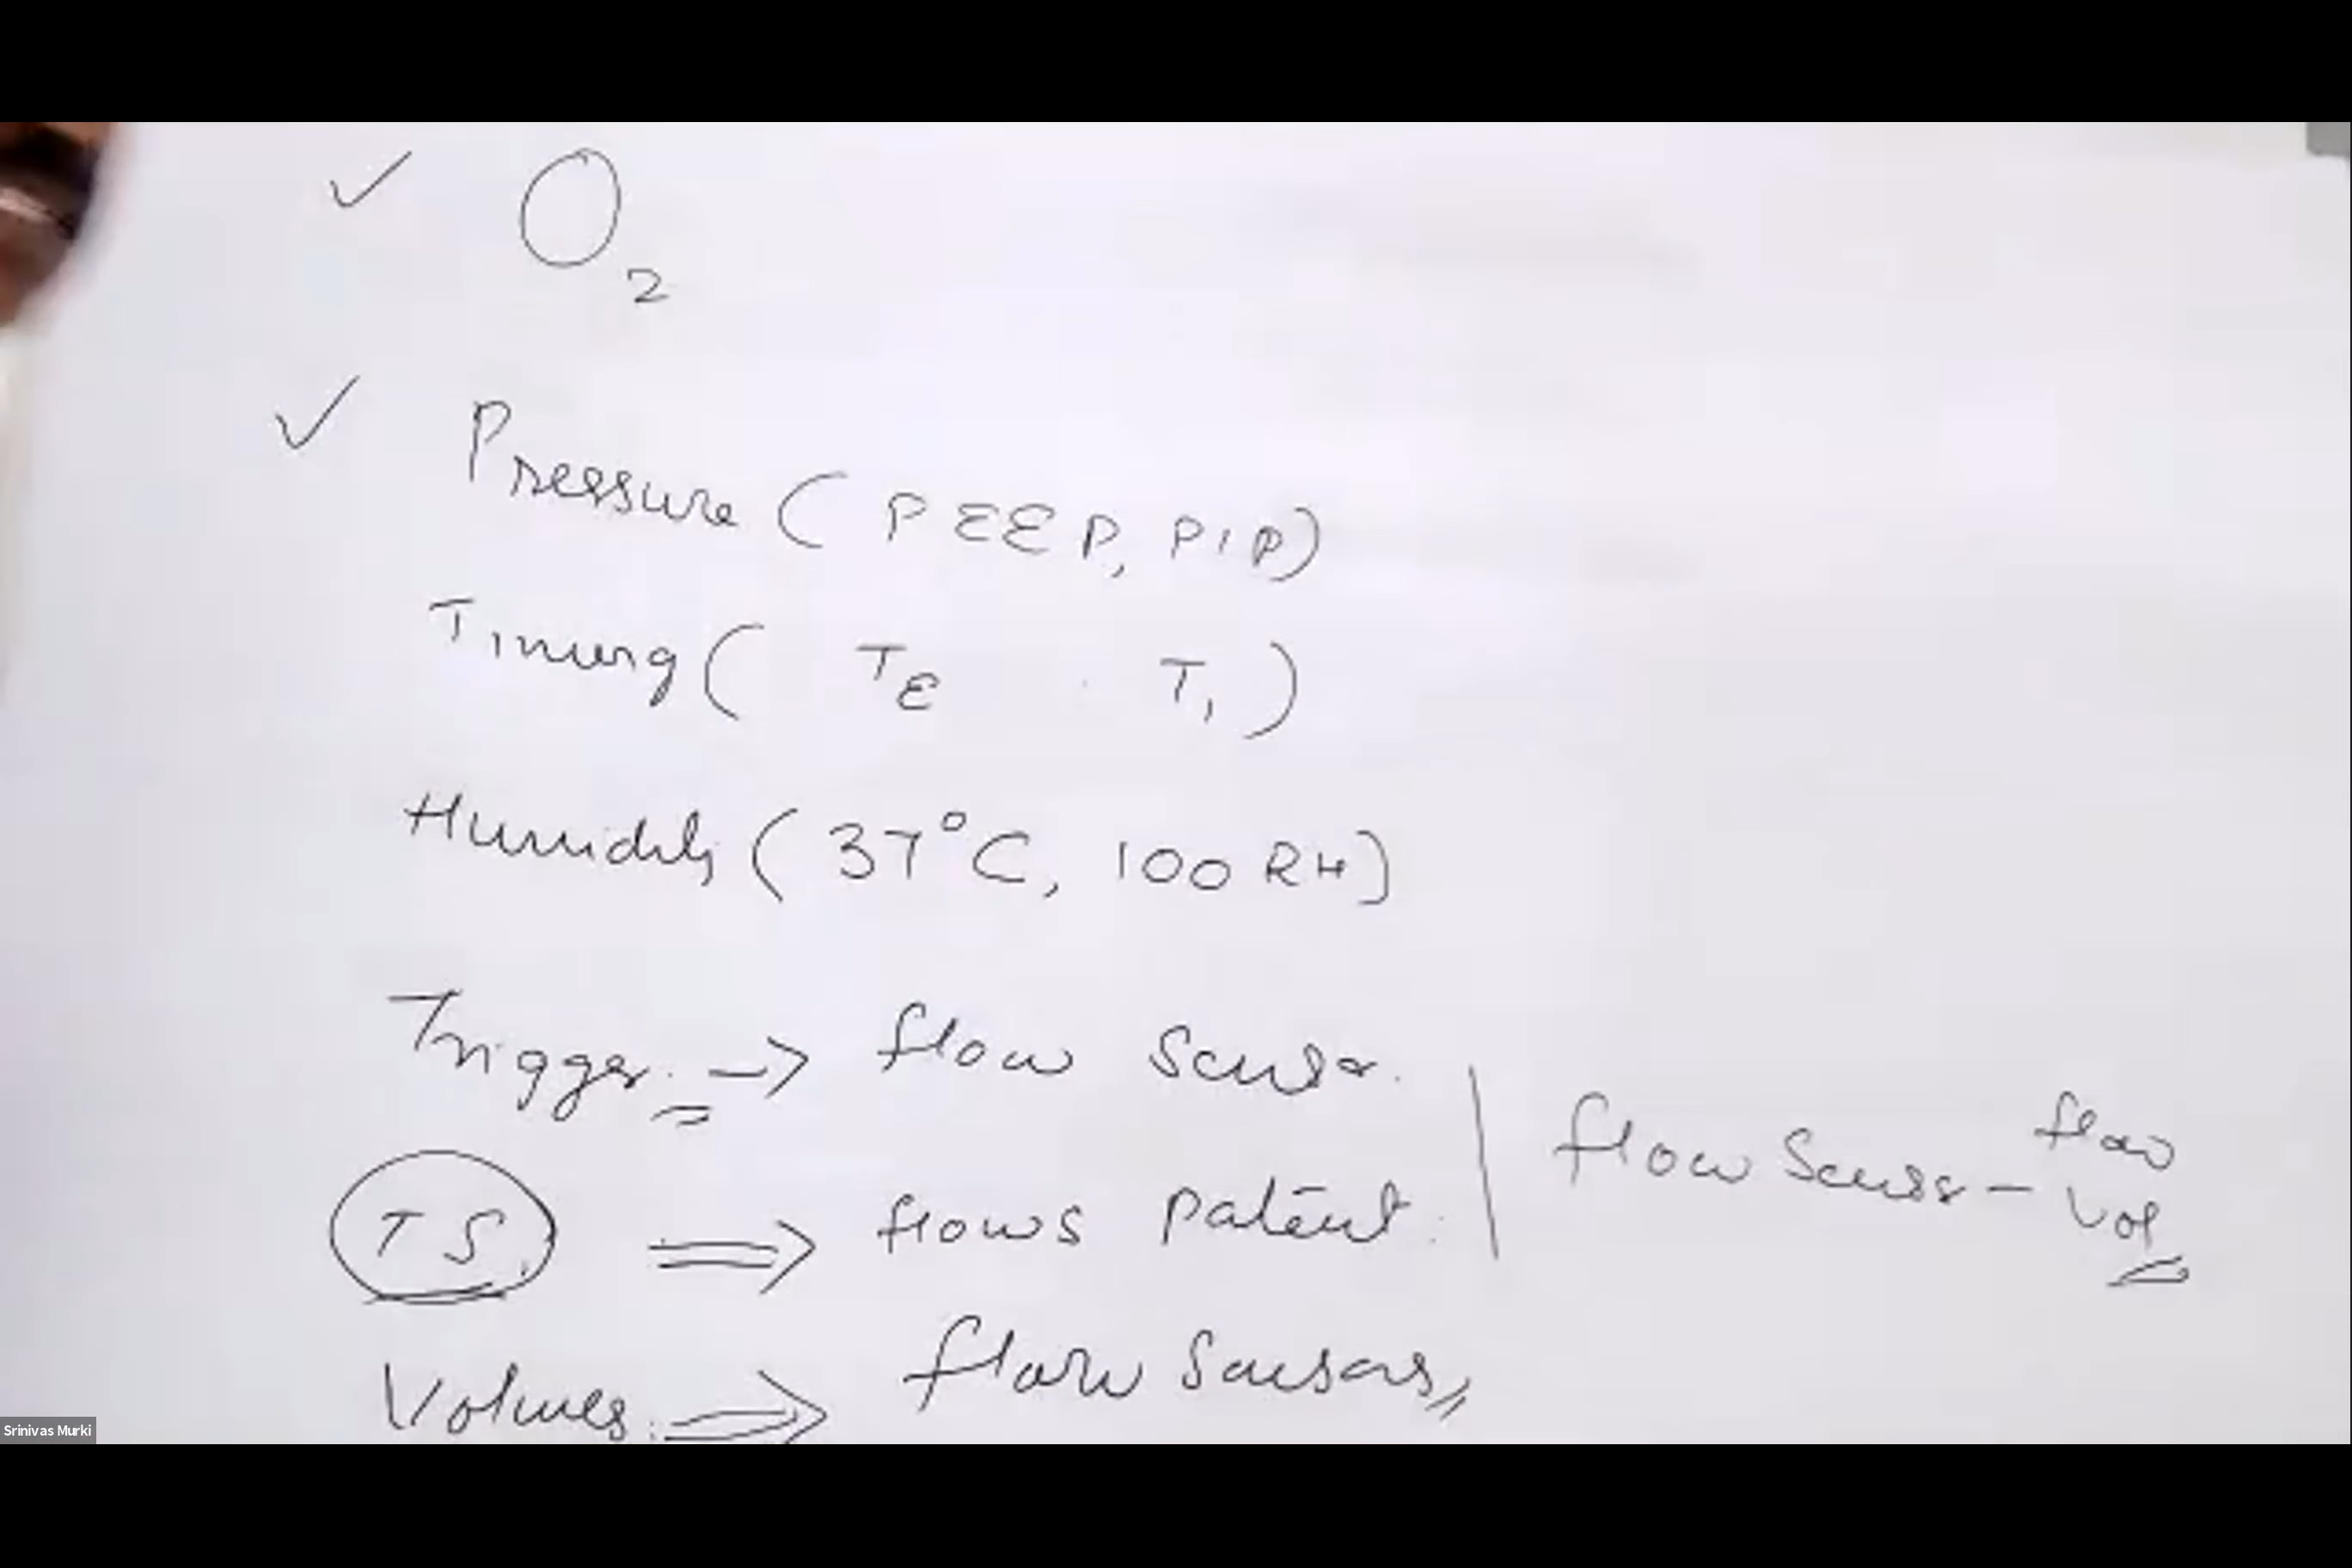 ✓ O2
✓ Pressure ( PEEP, PIP)
Timing ( TE TI )
Humidity ( 37°C, 100 RH)
Trigger → flow sensor.
TS. ⇒ flows patient.
flow Sensor - flow
vol
Volumes ⇒ flow Sensors
Srinivas Murki